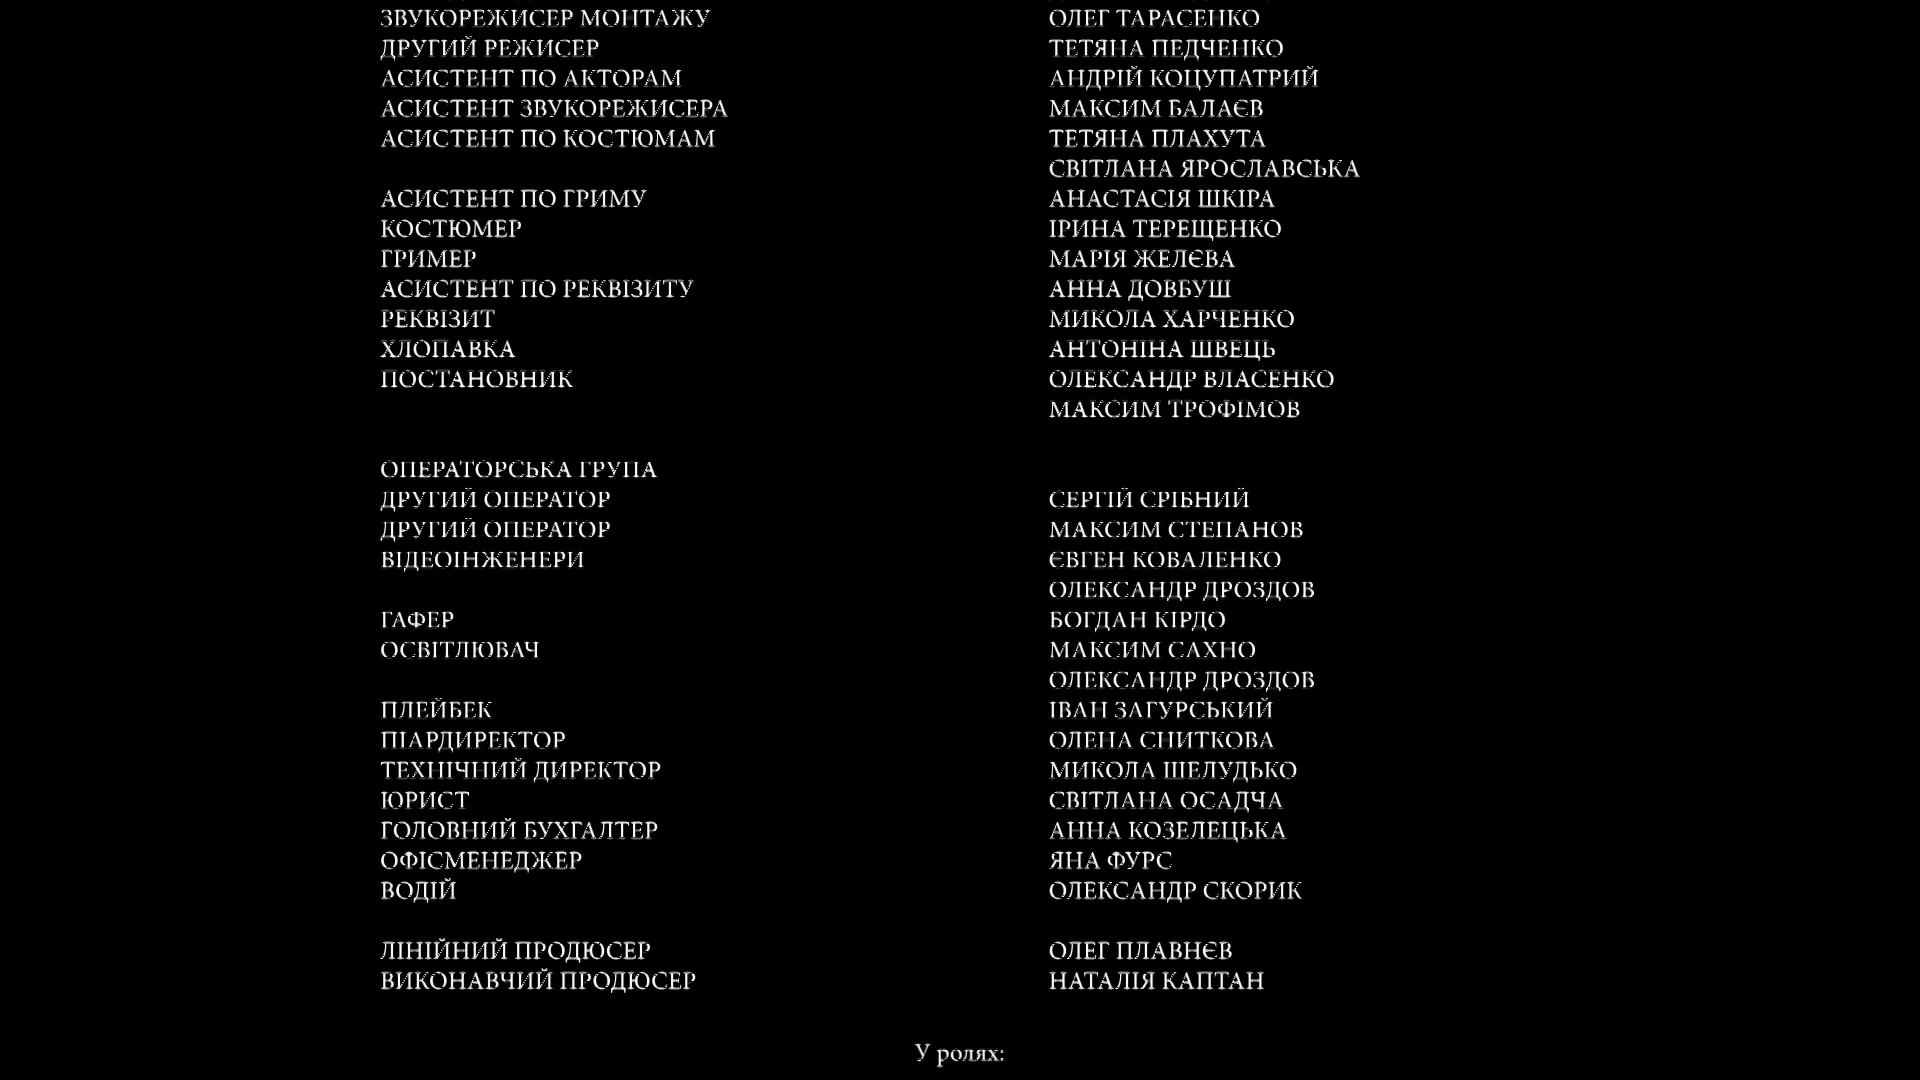 ЗВУКОРЕЖИСЕР МОНТАЖУ ОЛЕГ ТАРАСЕНКО
ДРУГИЙ РЕЖИСЕР ТЕТЯНА ПЕДЧЕНКО
АСИСТЕНТ ПО АКТОРАМ АНДРІЙ КОЦУПАТРИЙ
АСИСТЕНТ ЗВУКОРЕЖИСЕРА МАКСИМ БАЛАЄВ
АСИСТЕНТ ПО КОСТЮМАМ ТЕТЯНА ПЛАХУТА
СВІТЛАНА ЯРОСЛАВСЬКА
АСИСТЕНТ ПО ГРИМУ АНАСТАСІЯ ШКІРА
КОСТЮМЕР ІРИНА ТЕРЕЩЕНКО
ГРИМЕР МАРІЯ ЖЕЛЄВА
АСИСТЕНТ ПО РЕКВІЗИТУ АННА ДОВБУШ
РЕКВІЗИТ МИКОЛА ХАРЧЕНКО
ХЛОПАВКА АНТОНІНА ШВЕЦЬ
ПОСТАНОВНИК ОЛЕКСАНДР ВЛАСЕНКО
МАКСИМ ТРОФІМОВ
ОПЕРАТОРСЬКА ГРУПА
ДРУГИЙ ОПЕРАТОР СЕРГІЙ СРІБНИЙ
ДРУГИЙ ОПЕРАТОР МАКСИМ СТЕПАНОВ
ВІДЕОІНЖЕНЕРИ ЄВГЕН КОВАЛЕНКО
ОЛЕКСАНДР ДРОЗДОВ
ГАФЕР БОГДАН КІРДО
ОСВІТЛЮВАЧ МАКСИМ САХНО
ОЛЕКСАНДР ДРОЗДОВ
ПЛЕЙБЕК ІВАН ЗАГУРСЬКИЙ
ПІАРДИРЕКТОР ОЛЕНА СНИТКОВА
ТЕХНІЧНИЙ ДИРЕКТОР МИКОЛА ШЕЛУДЬКО
ЮРИСТ СВІТЛАНА ОСАДЧА
ГОЛОВНИЙ БУХГАЛТЕР АННА КОЗЕЛЕЦЬКА
ОФІСМЕНЕДЖЕР ЯНА ФУРС
ВОДІЙ ОЛЕКСАНДР СКОРИК
ЛІНІЙНИЙ ПРОДЮСЕР ОЛЕГ ПЛАВНЄВ
ВИКОНАВЧИЙ ПРОДЮСЕР НАТАЛІЯ КАПТАН
У ролях: